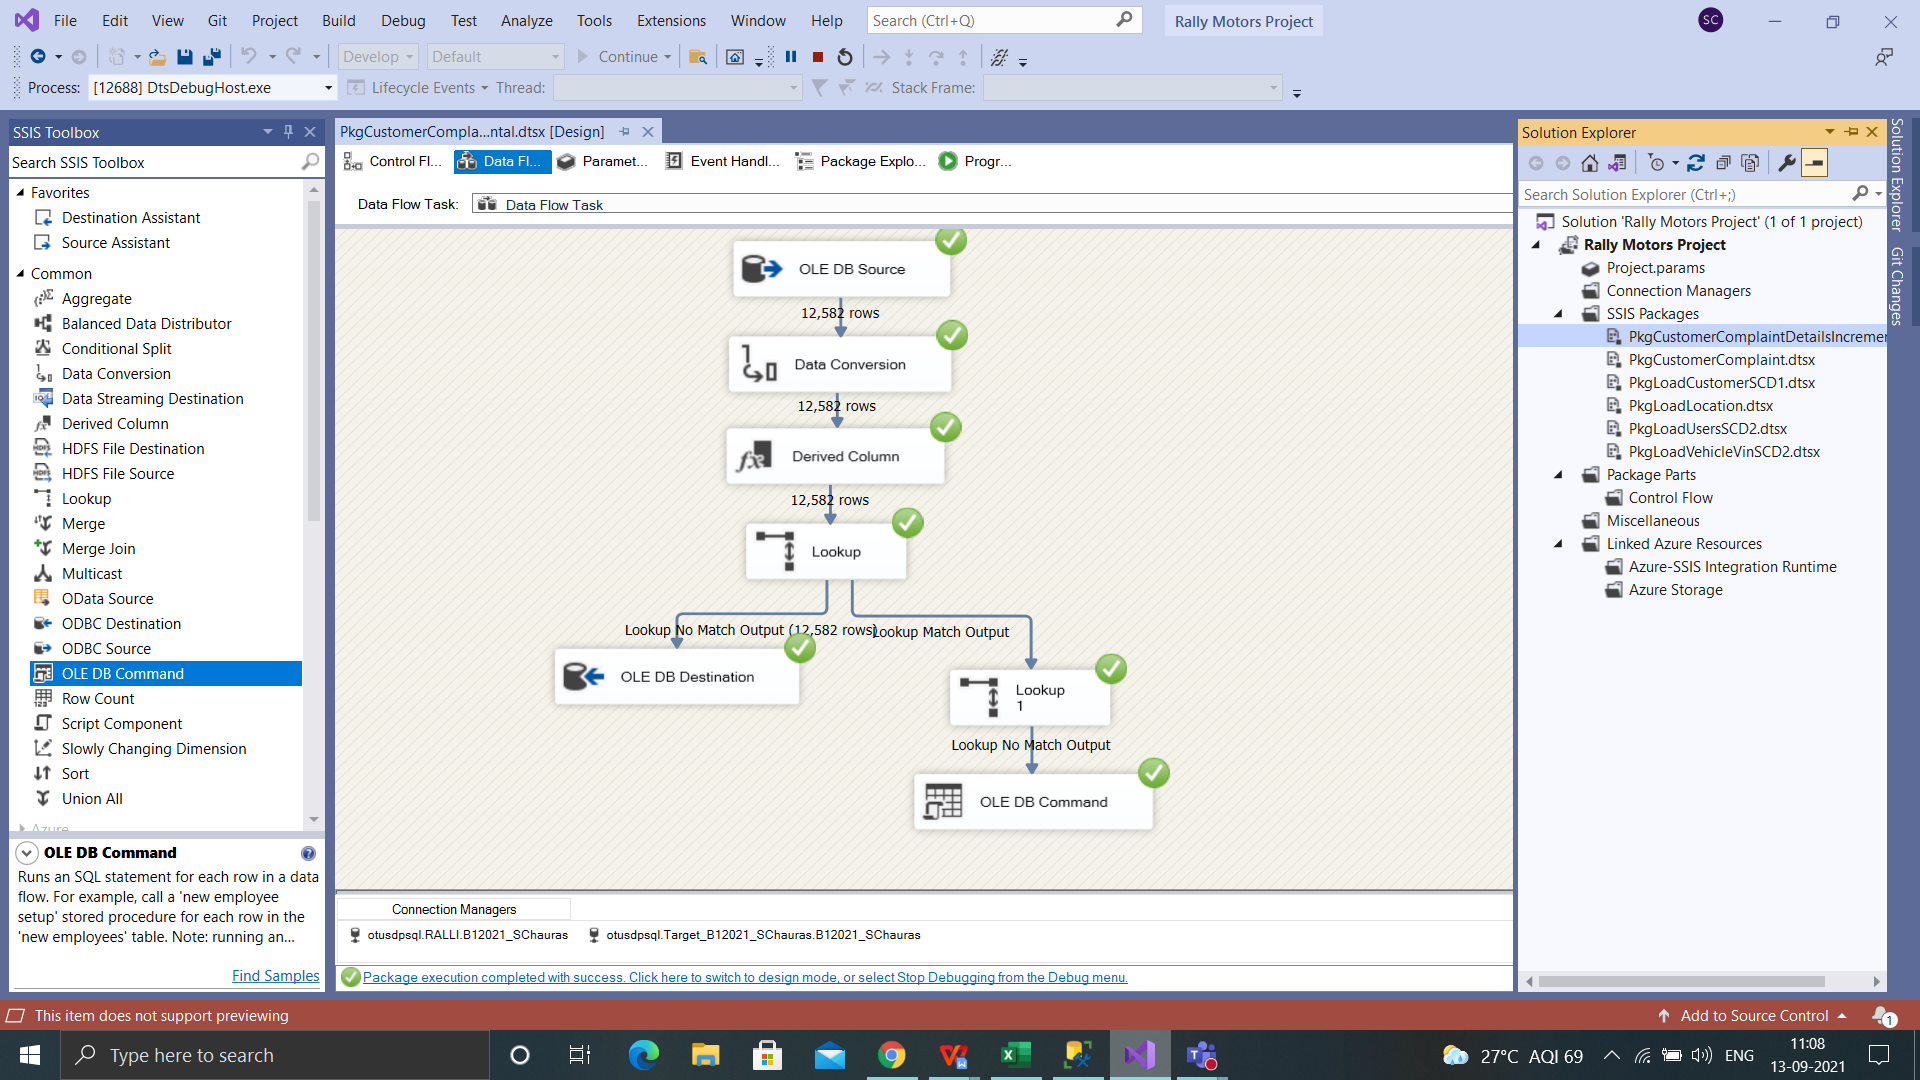 File Edit View Git Project Build Debug Test Analyze Tools Extensions Window Help Search (Ctrl+Q) Rally Motors Project SC
Develop Default Continue
Process: [12688] DtsDebugHost.exe Lifecycle Events Thread: Stack Frame:
SSIS Toolbox
Search SSIS Toolbox
Favorites
Destination Assistant
Source Assistant
Common
Aggregate
Balanced Data Distributor
Conditional Split
Data Conversion
Data Streaming Destination
Derived Column
HDFS File Destination
HDFS File Source
Lookup
Merge
Merge Join
Multicast
OData Source
ODBC Destination
ODBC Source
OLE DB Command
Row Count
Script Component
Slowly Changing Dimension
Sort
Union All
Azure
OLE DB Command
Runs an SQL statement for each row in a data
flow. For example, call a 'new employee
setup' stored procedure for each row in the
'new employees' table. Note: running an...
Find Samples
PkgCustomerCompla...ntal.dtsx [Design]
Control Fl... Data Fl... Paramet... Event Handl... Package Explo... Progr...
Data Flow Task: Data Flow Task
OLE DB Source
12,582 rows
Data Conversion
12,582 rows
Derived Column
12,582 rows
Lookup
Lookup No Match Output (12,582 rows)
Lookup Match Output
OLE DB Destination
Lookup
1
Lookup No Match Output
OLE DB Command
Connection Managers
otusdpsql.RALLI.B12021_SChauras otusdpsql.Target_B12021_SChauras.B12021_SChauras
Package execution completed with success. Click here to switch to design mode, or select Stop Debugging from the Debug menu.
Solution Explorer
Search Solution Explorer (Ctrl+;)
Solution 'Rally Motors Project' (1 of 1 project)
Rally Motors Project
Project.params
Connection Managers
SSIS Packages
PkgCustomerComplaintDetailsIncremen
PkgCustomerComplaint.dtsx
PkgLoadCustomerSCD1.dtsx
PkgLoadLocation.dtsx
PkgLoadUsersSCD2.dtsx
PkgLoadVehicleVinSCD2.dtsx
Package Parts
Control Flow
Miscellaneous
Linked Azure Resources
Azure-SSIS Integration Runtime
Azure Storage
Solution Explorer
Git Changes
This item does not support previewing
Add to Source Control
1
Type here to search
27°C AQI 69
ENG
11:08
13-09-2021